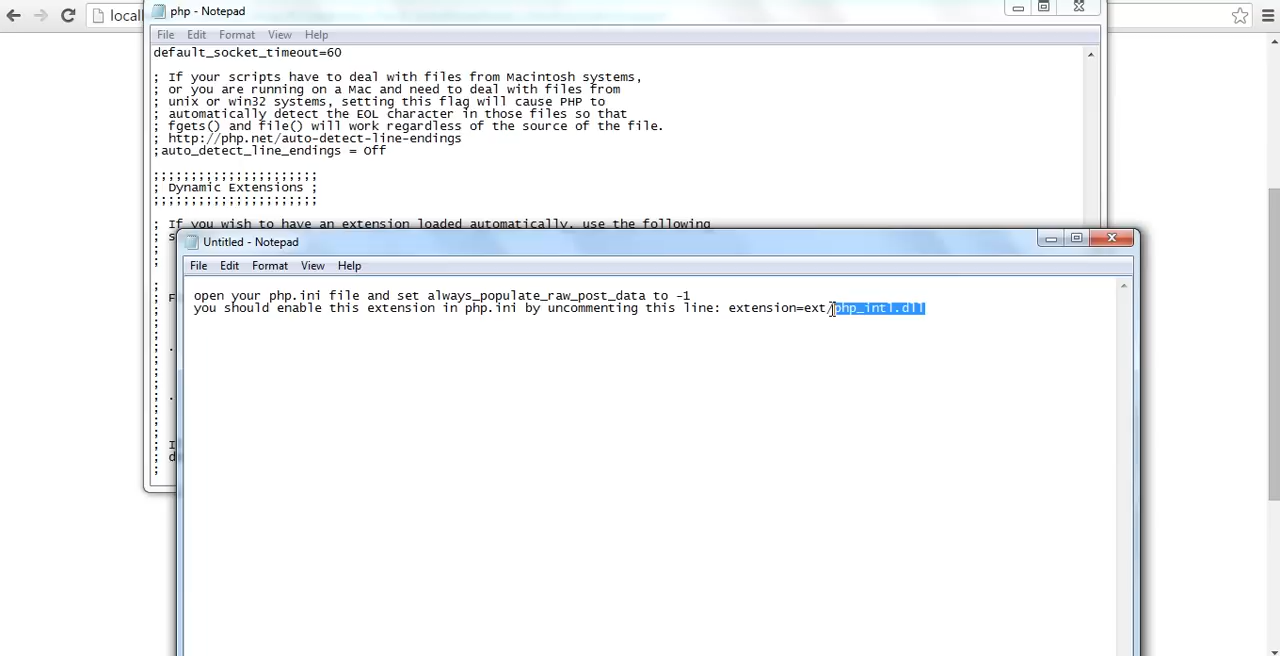 locall
php - Notepad
File Edit Format View Help
default_socket_timeout=60
; If your scripts have to deal with files from Macintosh systems,
; or you are running on a Mac and need to deal with files from
; unix or win32 systems, setting this flag will cause PHP to
; automatically detect the EOL character in those files so that
; fgets() and file() will work regardless of the source of the file.
; http://php.net/auto-detect-line-endings
;auto_detect_line_endings = Off
;;;;;;;;;;;;;;;;;;;;;;
; Dynamic Extensions ;
;;;;;;;;;;;;;;;;;;;;;;
; If you wish to have an extension loaded automatically, use the following
Untitled - Notepad
File Edit Format View Help
open your php.ini file and set always_populate_raw_post_data to -1
you should enable this extension in php.ini by uncommenting this line: extension=ext/php_intl.dll